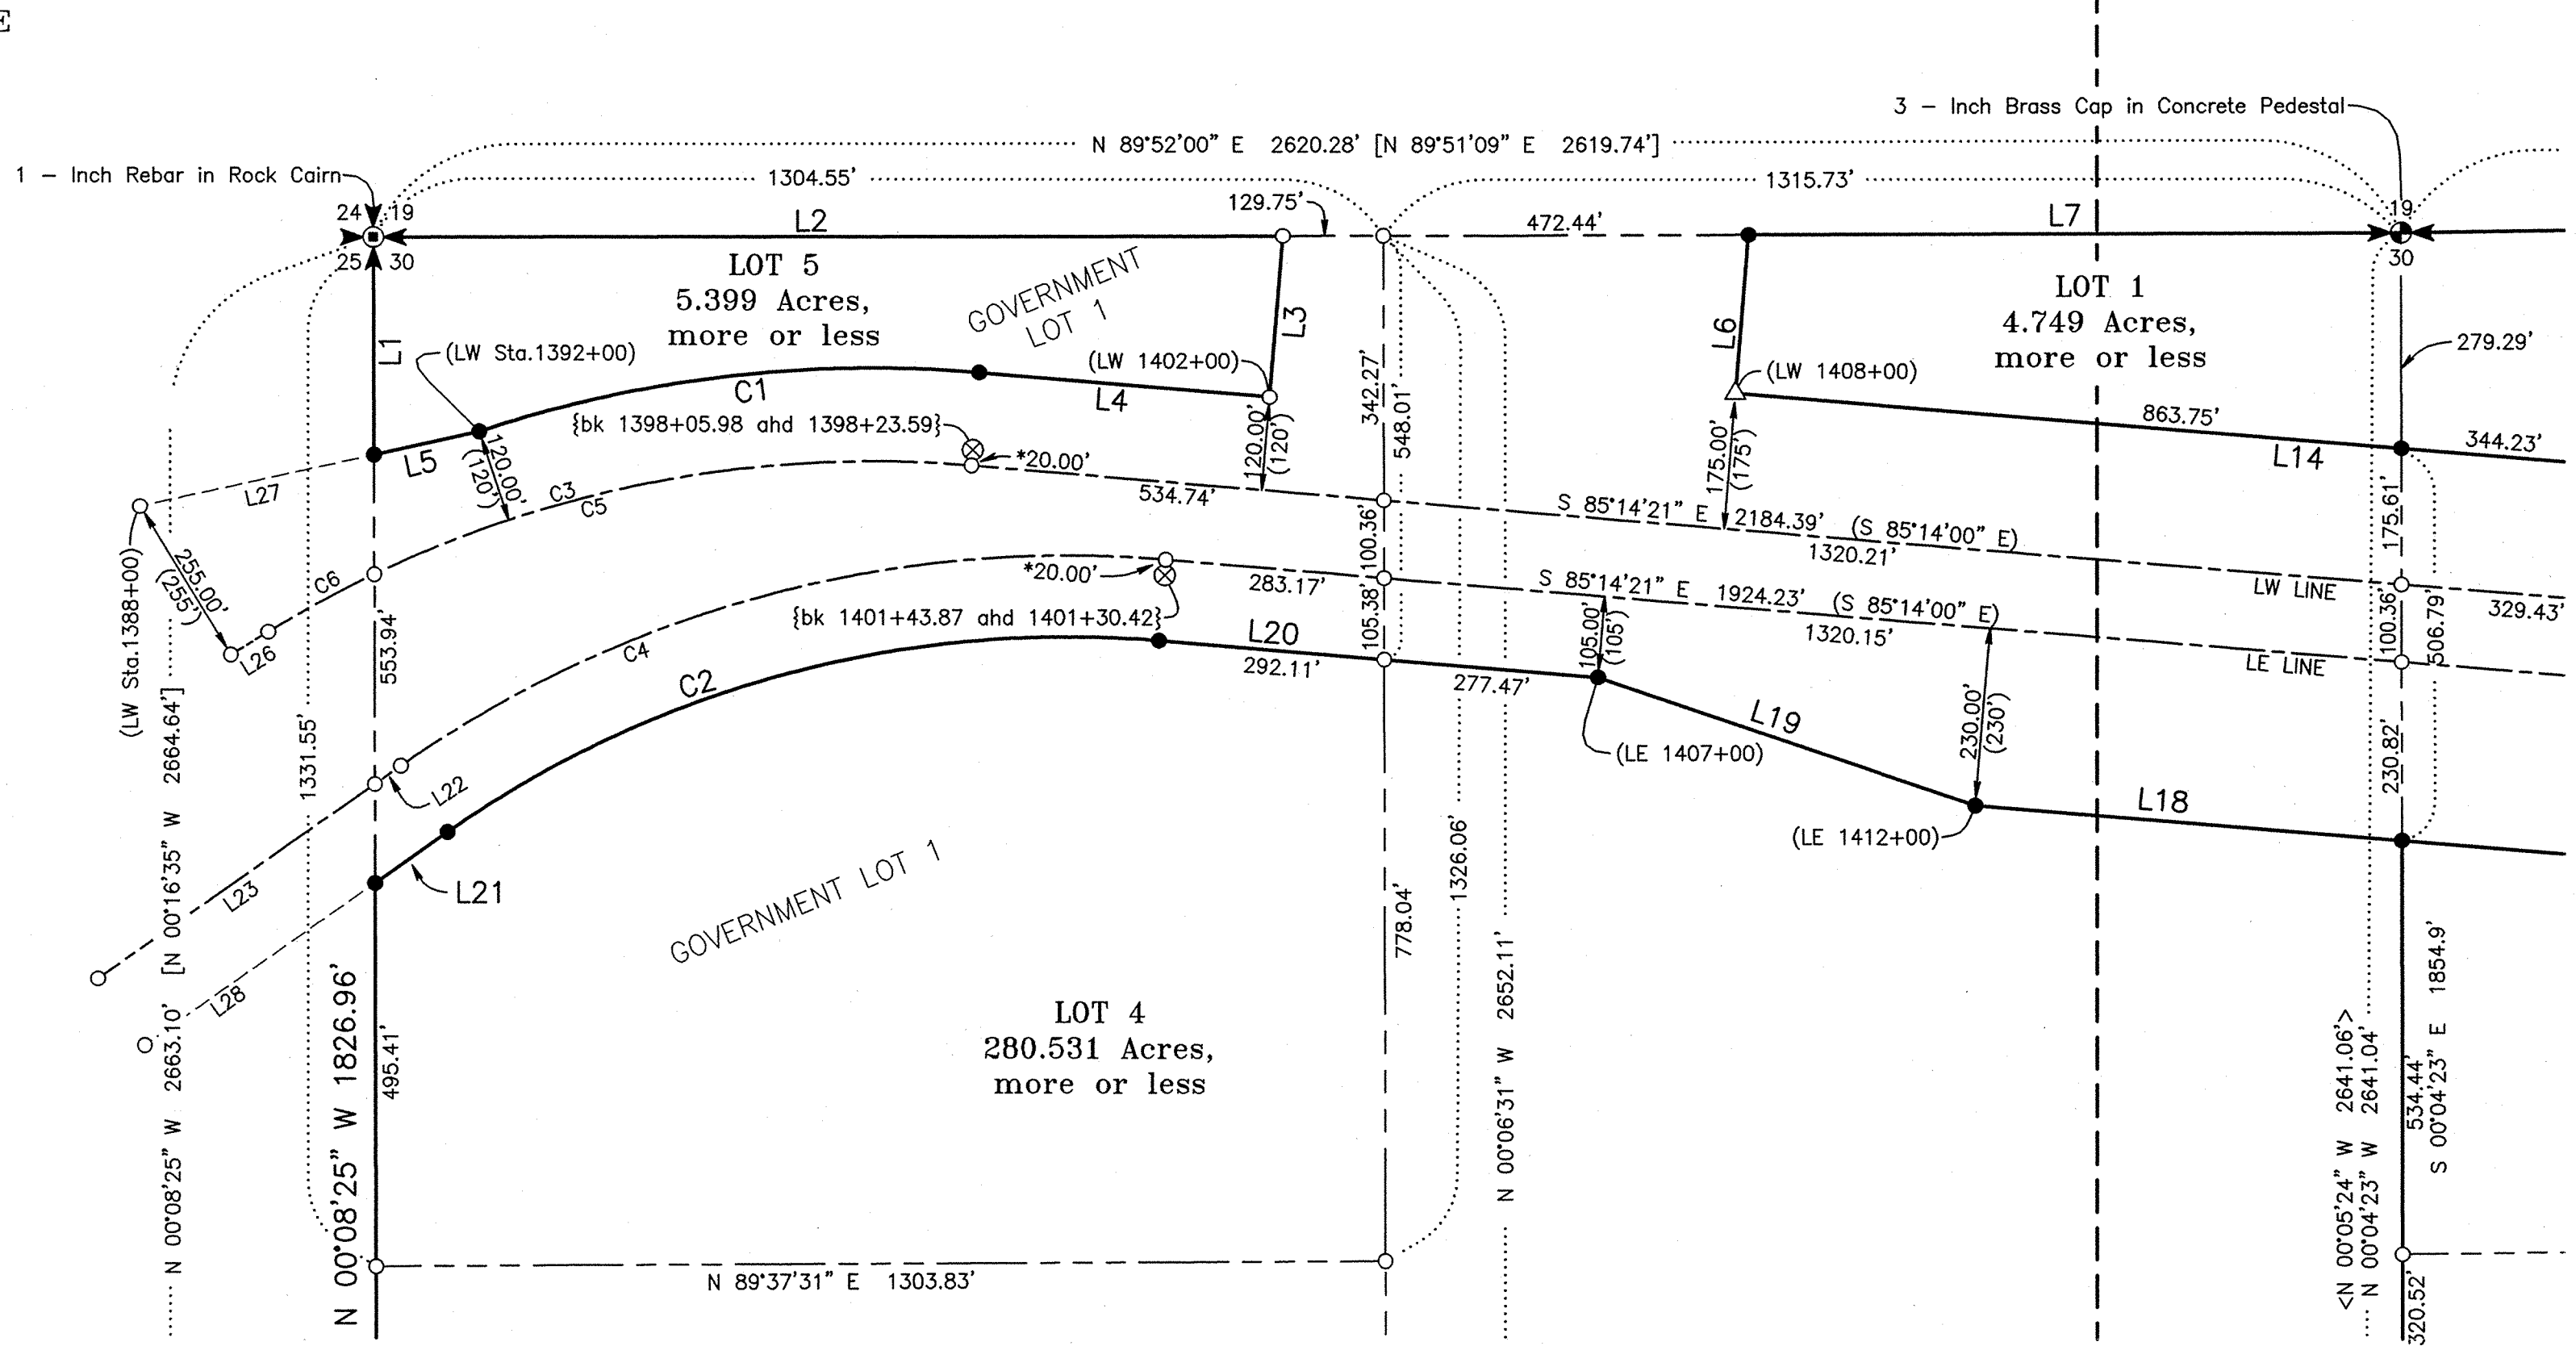 E
3 – Inch Brass Cap in Concrete Pedestal
N 89°52'00" E 2620.28' [N 89°51'09" E 2619.74']
1 – Inch Rebar in Rock Cairn
1304.55'
1315.73'
129.75'
472.44'
24 19
25 30
L2
L7
19
30
LOT 5
5.399 Acres,
more or less
GOVERNMENT
LOT 1
LOT 1
4.749 Acres,
more or less
L1
L3
L6
279.29'
(LW Sta.1392+00)
(LW 1402+00)
(LW 1408+00)
C1
L4
342.27'
548.01'
863.75'
344.23'
L14
{bk 1398+05.98 ahd 1398+23.59}
*20.00'
L5
120.00'
(120')
120.00'
(120')
175.00'
(175')
L27
C3
C5
534.74'
S 85°14'21" E 2184.39' (S 85°14'00" E)
1320.21'
175.61'
100.36'
LW LINE
329.43'
255.00'
(255')
(LW Sta.1388+00)
C6
L26
*20.00'
283.17'
S 85°14'21" E 1924.23' (S 85°14'00" E)
1320.15'
100.36'
506.79'
LE LINE
{bk 1401+43.87 ahd 1401+30.42}
105.38'
105.00'
(105')
553.94'
C4
C2
L20
292.11'
277.47'
L19
230.00'
(230')
230.82'
(LE 1407+00)
(LE 1412+00)
L18
L22
L21
L23
L28
1331.55'
1326.06'
GOVERNMENT LOT 1
778.04'
N 00°08'25" W 2663.10' [N 00°16'35" W 2664.64']
N 00°08'25" W 1826.96'
495.41'
N 00°06'31" W 2652.11'
LOT 4
280.531 Acres,
more or less
<N 00°05'24" W 2641.06'>
N 00°04'23" W 2641.04'
534.44'
S 00°04'23" E 1854.9'
320.52'
N 89°37'31" E 1303.83'